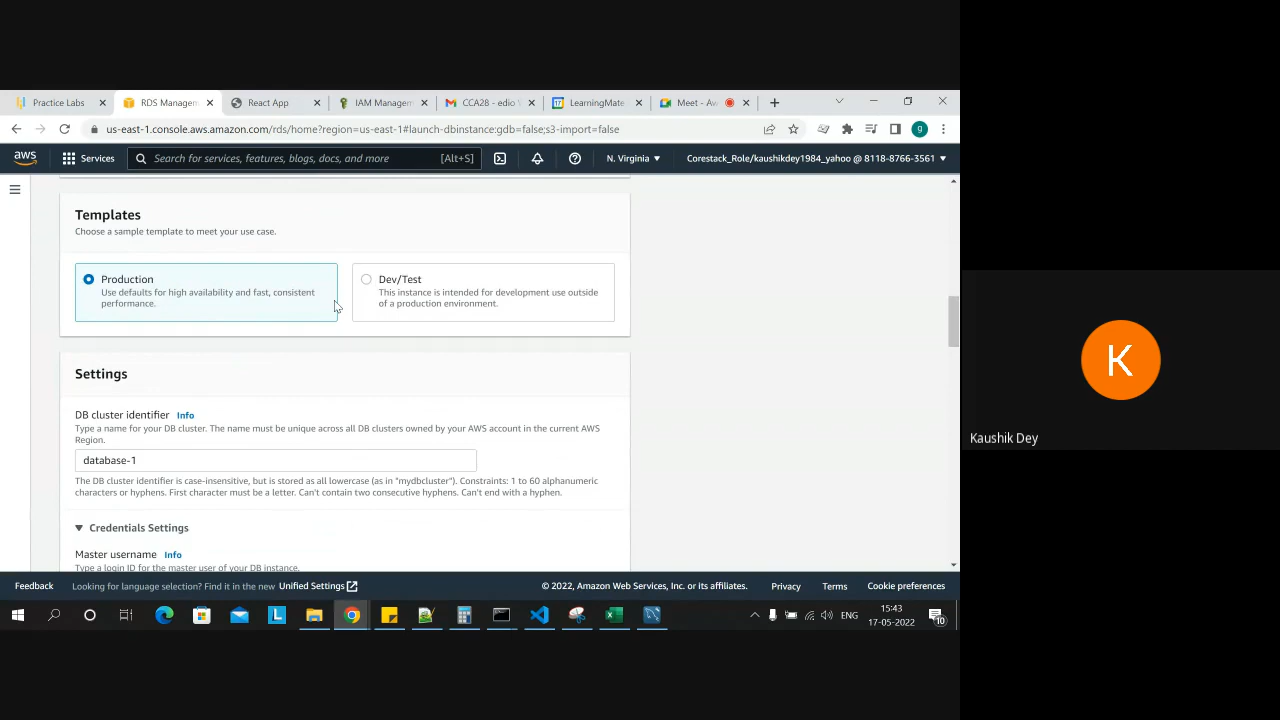 Practice Labs
RDS Managem
React App
IAM Managem
CCA28 - edio
LearningMate
Meet - Aw
us-east-1.console.aws.amazon.com/rds/home?region=us-east-1#launch-dbinstance:gdb=false;s3-import=false
g
aws
Services
Search for services, features, blogs, docs, and more
[Alt+S]
N. Virginia
Corestack_Role/kaushikdey1984_yahoo @ 8118-8766-3561
Templates
Choose a sample template to meet your use case.
Production
Use defaults for high availability and fast, consistent
performance.
Dev/Test
This instance is intended for development use outside
of a production environment.
Settings
DB cluster identifier Info
Type a name for your DB cluster. The name must be unique across all DB clusters owned by your AWS account in the current AWS
Region.
database-1
The DB cluster identifier is case-insensitive, but is stored as all lowercase (as in "mydbcluster"). Constraints: 1 to 60 alphanumeric
characters or hyphens. First character must be a letter. Can't contain two consecutive hyphens. Can't end with a hyphen.
Credentials Settings
Master username Info
Type a login ID for the master user of your DB instance.
Feedback
Looking for language selection? Find it in the new Unified Settings
© 2022, Amazon Web Services, Inc. or its affiliates.
Privacy
Terms
Cookie preferences
ENG
15:43
17-05-2022
10
K
Kaushik Dey